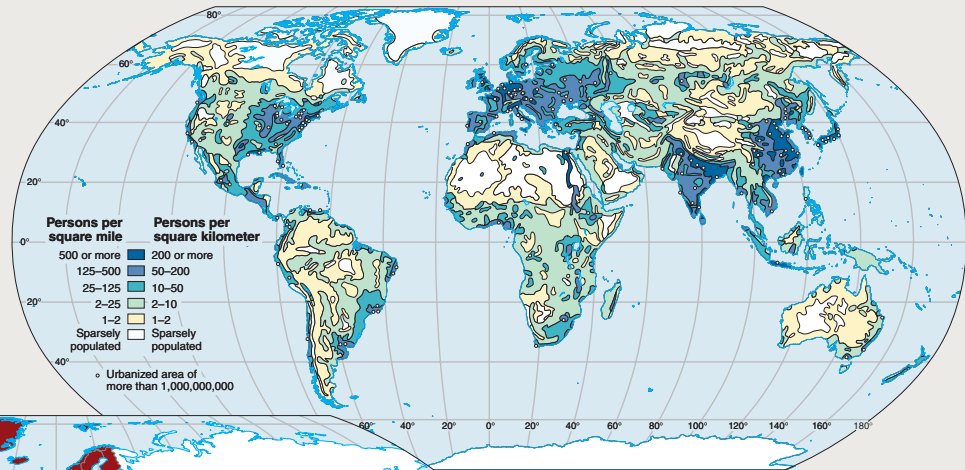 80°
60°
40°
20°
0°
20°
40°
Persons per square mile
Persons per square kilometer
500 or more 200 or more
125–500 50–200
25–125 10–50
2–25 2–10
1–2 1–2
Sparsely populated
Sparsely populated
Urbanized area of
more than 1,000,000,000
60° 40° 20° 0° 20° 40° 60° 80° 100° 120° 140° 160° 180°